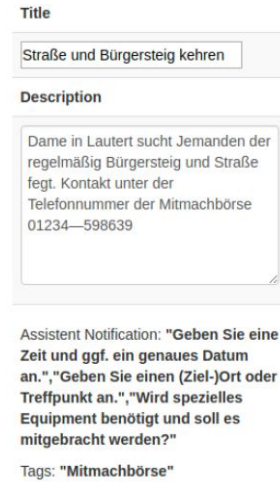 Title
Straße und Bürgersteig kehren
Description
Dame in Lautert sucht Jemanden der
regelmäßig Bürgersteig und Straße
fegt. Kontakt unter der
Telefonnummer der Mitmachbörse
01234—598639
Assistent Notification: "Geben Sie eine
Zeit und ggf. ein genaues Datum
an.","Geben Sie einen (Ziel-)Ort oder
Treffpunkt an.","Wird spezielles
Equipment benötigt und soll es
mitgebracht werden?"
Tags: "Mitmachbörse"